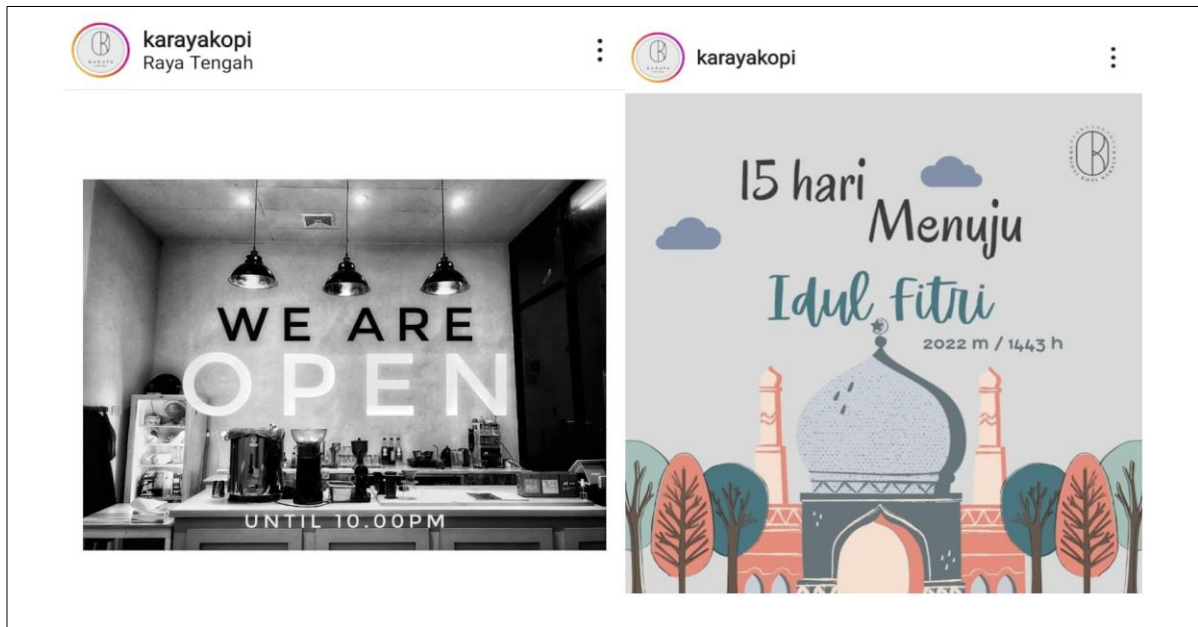 karayakopi
Raya Tengah
WE ARE
OPEN
UNTIL 10.00PM
karayakopi
15 hari
Menuju
Idul Fitri
2022 m / 1443 h